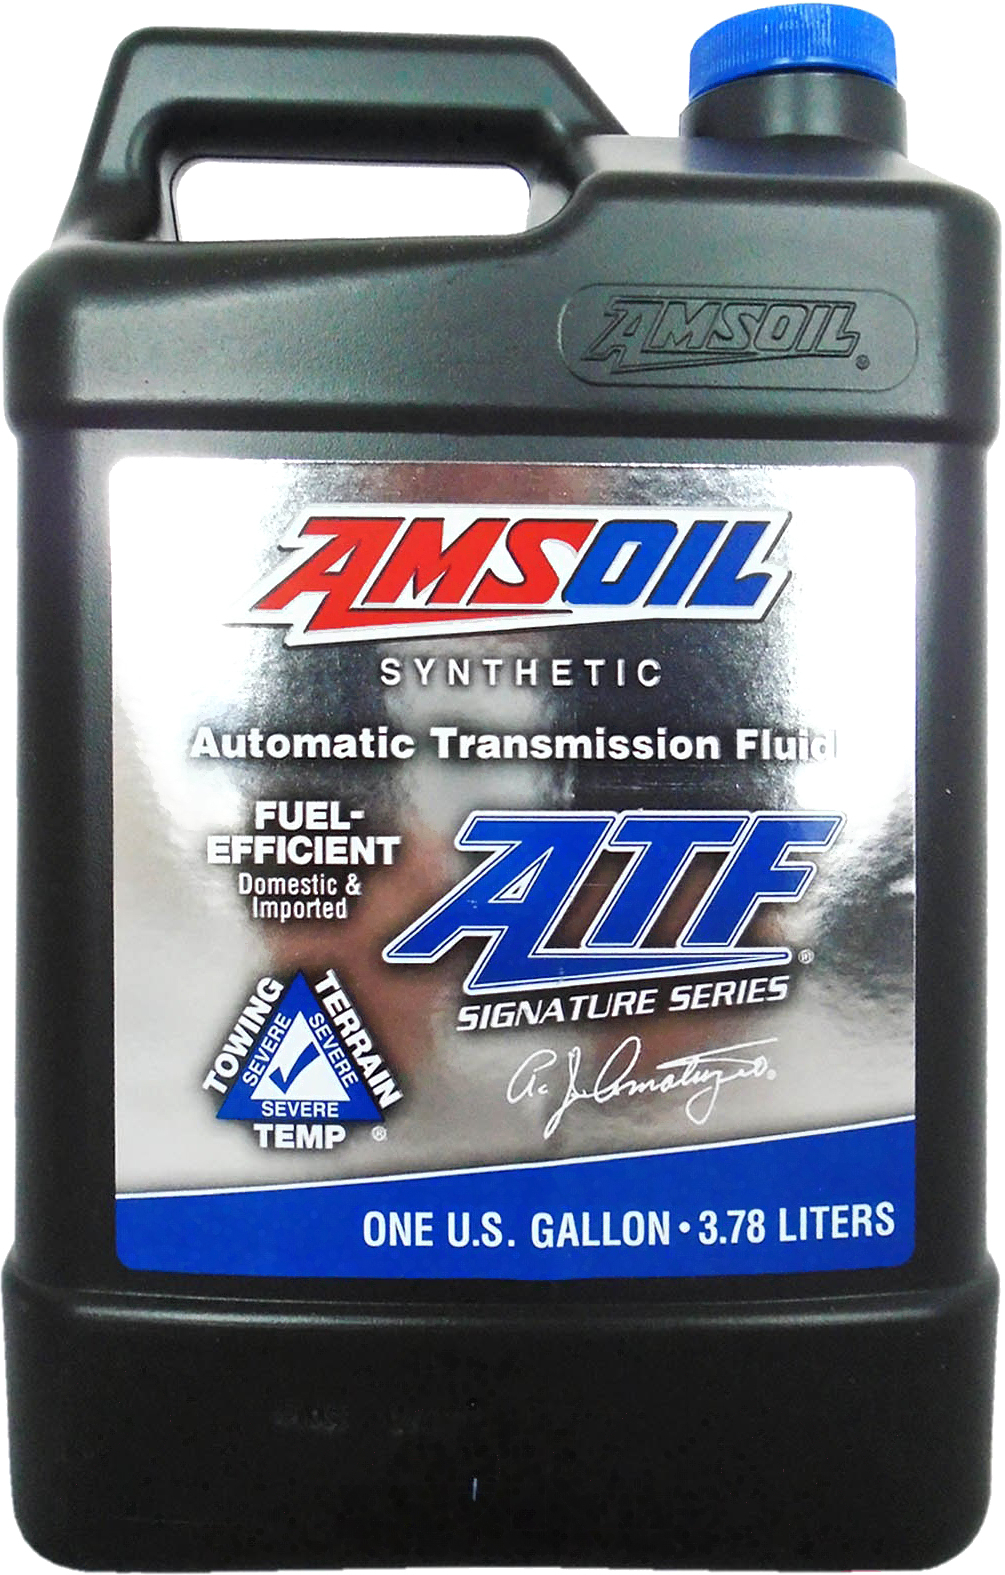 AMSOIL®
AMSOIL
SYNTHETIC
Automatic Transmission Fluid
FUEL-
EFFICIENT
Domestic &
Imported
ATF®
SIGNATURE SERIES
TOWING
TERRAIN
SEVERE
SEVERE
SEVERE
TEMP ®
ONE U.S. GALLON • 3.78 LITERS